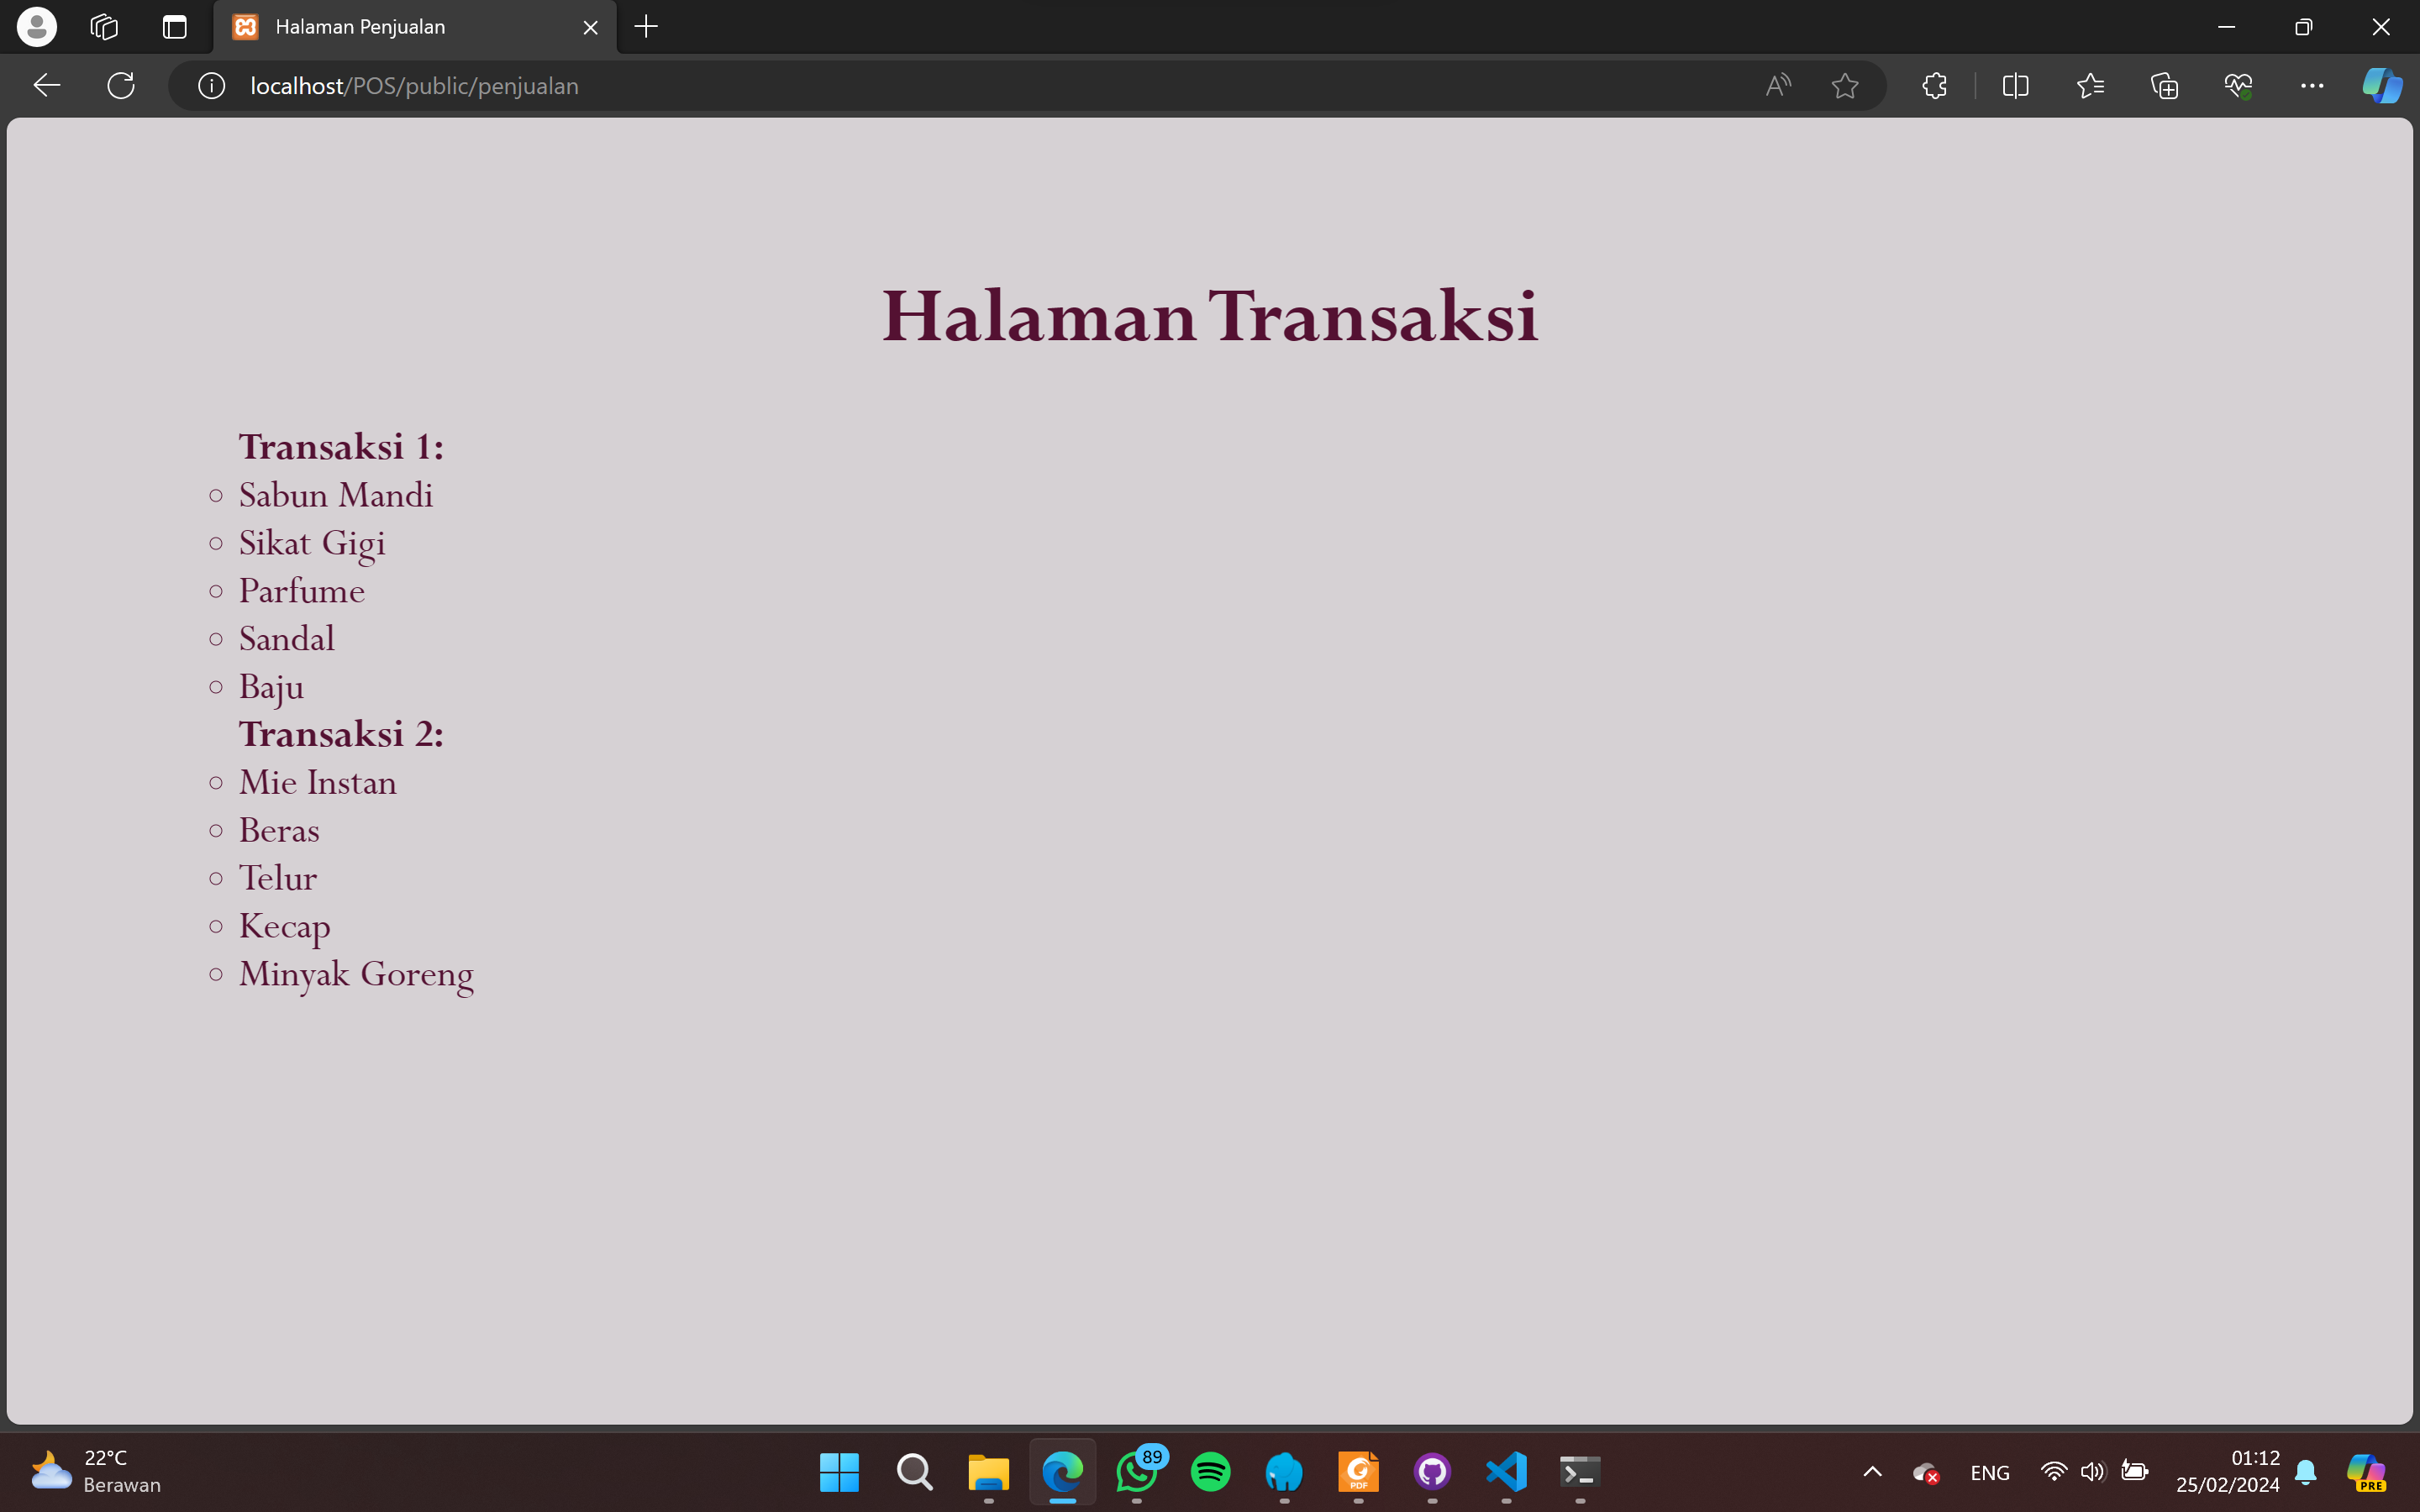 Halaman Penjualan
localhost/POS/public/penjualan
Halaman Transaksi
Transaksi 1:
Sabun Mandi
Sikat Gigi
Parfume
Sandal
Baju
Transaksi 2:
Mie Instan
Beras
Telur
Kecap
Minyak Goreng
22°C
Berawan
89
PDF
ENG
01:12
25/02/2024
PRE